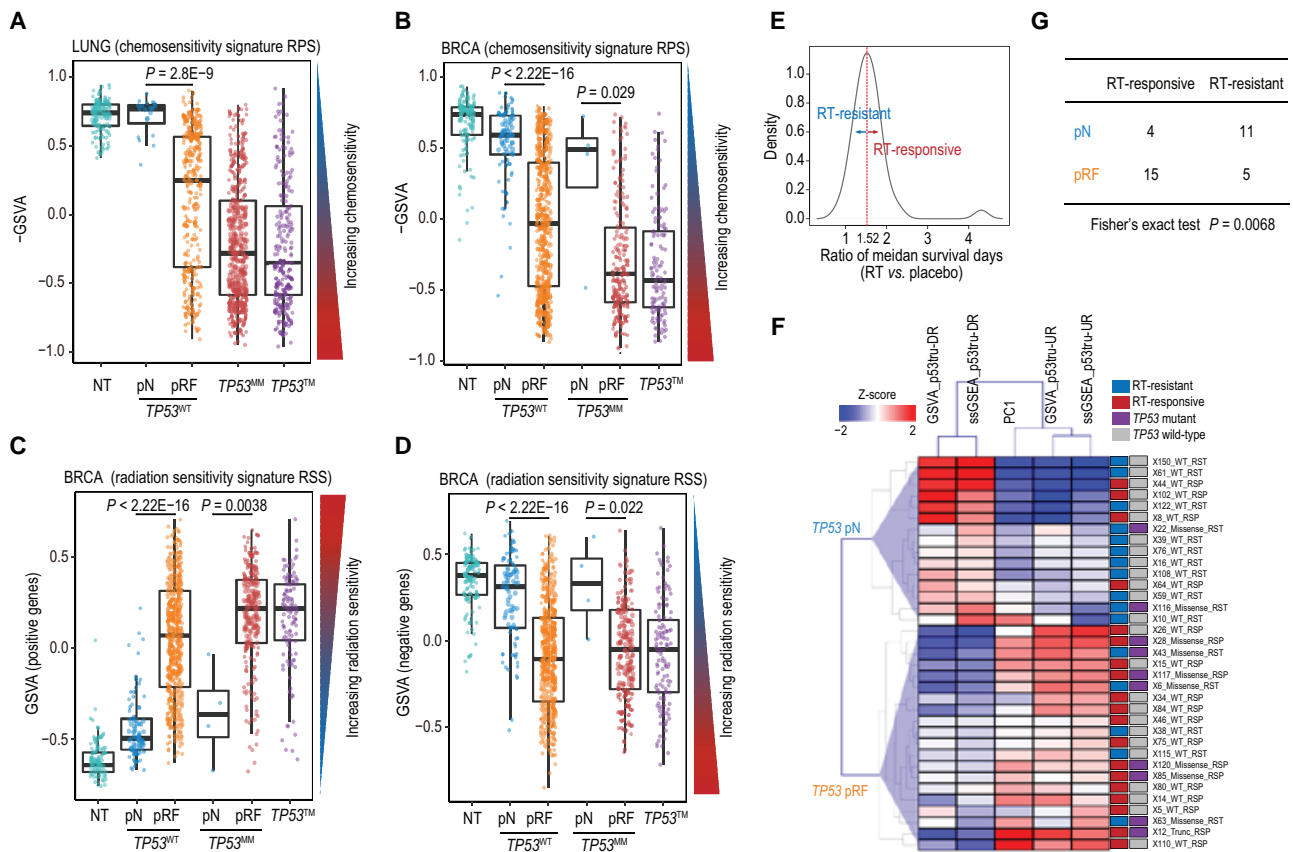 A
LUNG (chemosensitivity signature RPS)
P = 2.8E−9
1.0
0.5
0.0
−0.5
−1.0
−GSVA
Increasing chemosensitivity
NT
pN
pRF
TP53MM
TP53TM
TP53WT
B
BRCA (chemosensitivity signature RPS)
P < 2.22E−16
P = 0.029
1.0
0.5
0.0
−0.5
−1.0
−GSVA
Increasing chemosensitivity
NT
pN
pRF
pN
pRF
TP53TM
TP53WT
TP53MM
C
BRCA (radiation sensitivity signature RSS)
P < 2.22E−16
P = 0.0038
0.5
0.0
−0.5
GSVA (positive genes)
Increasing radiation sensitivity
NT
pN
pRF
pN
pRF
TP53TM
TP53WT
TP53MM
D
BRCA (radiation sensitivity signature RSS)
P < 2.22E−16
P = 0.022
0.5
0.0
−0.5
GSVA (negative genes)
Increasing radiation sensitivity
NT
pN
pRF
pN
pRF
TP53TM
TP53WT
TP53MM
E
RT-resistant
RT-responsive
1.0
0.8
0.6
0.4
0.2
0.0
Density
1
1.52
2
3
4
Ratio of meidan survival days
(RT vs. placebo)
G
RT-responsive RT-resistant
pN 4 11
pRF 15 5
Fisher's exact test P = 0.0068
F
GSVA_p53tru-DR
ssGSEA_p53tru-DR
PC1
GSVA_p53tru-UR
ssGSEA_p53tru-UR
Z-score
−2 2
RT-resistant
RT-responsive
TP53 mutant
TP53 wild-type
TP53 pN
TP53 pRF
X150_WT_RST
X61_WT_RST
X44_WT_RSP
X102_WT_RSP
X122_WT_RST
X8_WT_RSP
X22_Missense_RST
X39_WT_RST
X76_WT_RST
X16_WT_RST
X108_WT_RST
X64_WT_RSP
X59_WT_RST
X116_Missense_RST
X10_WT_RST
X26_WT_RSP
X28_Missense_RSP
X43_Missense_RST
X15_WT_RSP
X117_Missense_RSP
X6_Missense_RST
X34_WT_RSP
X84_WT_RSP
X46_WT_RSP
X38_WT_RST
X75_WT_RSP
X115_WT_RST
X120_Missense_RSP
X85_Missense_RSP
X80_WT_RSP
X14_WT_RSP
X5_WT_RSP
X63_Missense_RST
X12_Trunc_RSP
X110_WT_RSP